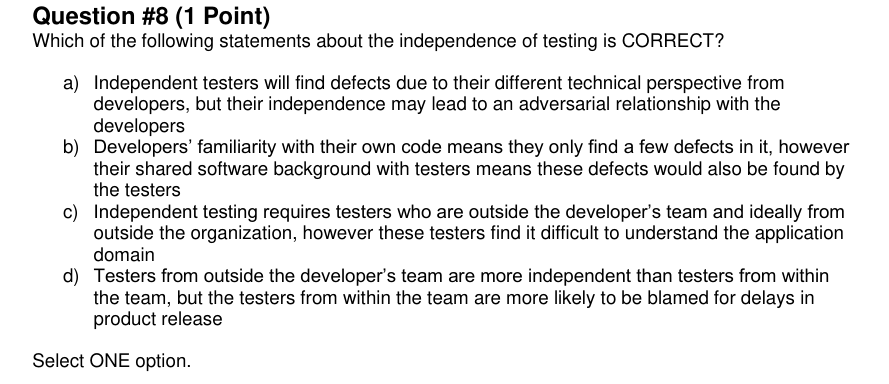 Question #8 (1 Point)
Which of the following statements about the independence of testing is CORRECT?
a) Independent testers will find defects due to their different technical perspective from
developers, but their independence may lead to an adversarial relationship with the
developers
b) Developers’ familiarity with their own code means they only find a few defects in it, however
their shared software background with testers means these defects would also be found by
the testers
c) Independent testing requires testers who are outside the developer’s team and ideally from
outside the organization, however these testers find it difficult to understand the application
domain
d) Testers from outside the developer’s team are more independent than testers from within
the team, but the testers from within the team are more likely to be blamed for delays in
product release
Select ONE option.